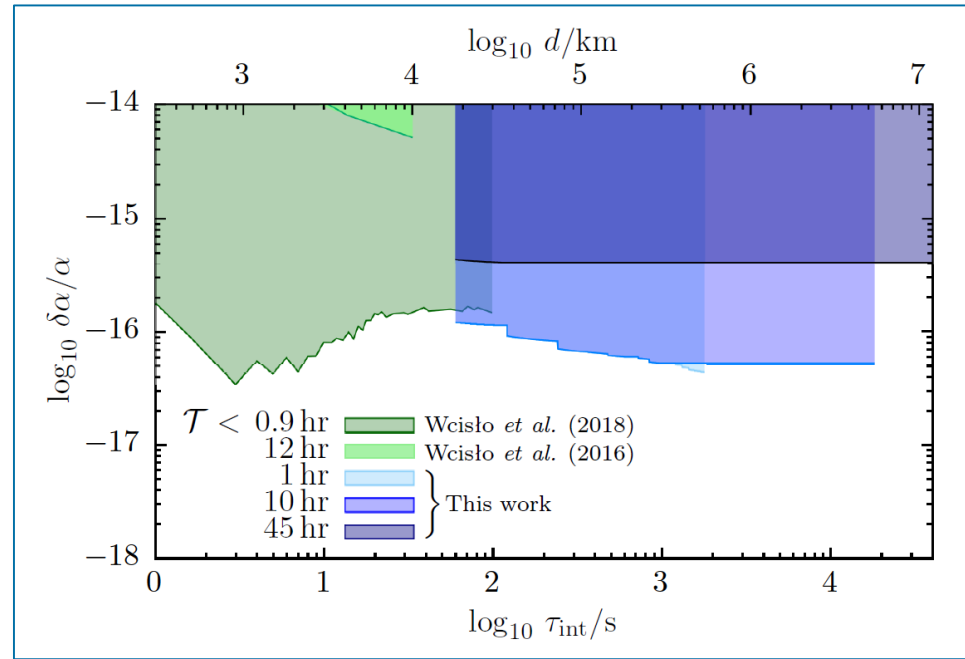 log₁₀ d/km
3 4 5 6 7
−14
−15
−16
−17
−18
log₁₀ δα/α
𝒯 < 0.9 hr Wcisło et al. (2018)
12 hr Wcisło et al. (2016)
1 hr
10 hr This work
45 hr
0 1 2 3 4
log₁₀ τ_int/s